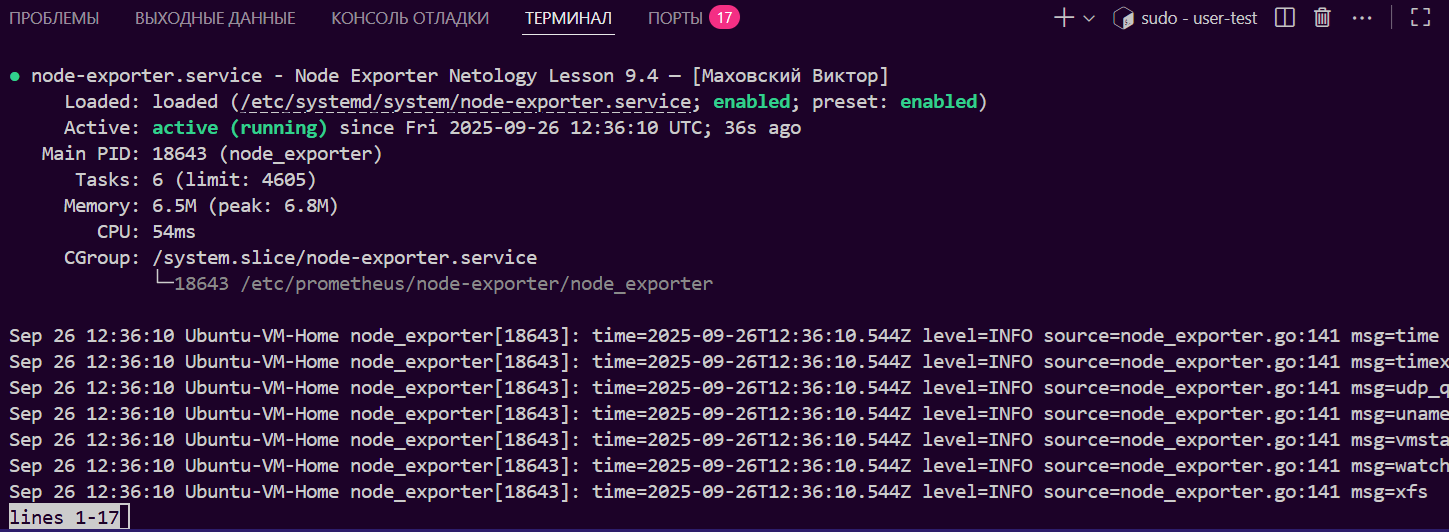 ПРОБЛЕМЫ ВЫХОДНЫЕ ДАННЫЕ КОНСОЛЬ ОТЛАДКИ ТЕРМИНАЛ ПОРТЫ 17 sudo - user-test
● node-exporter.service - Node Exporter Netology Lesson 9.4 — [Маховский Виктор]
Loaded: loaded (/etc/systemd/system/node-exporter.service; enabled; preset: enabled)
Active: active (running) since Fri 2025-09-26 12:36:10 UTC; 36s ago
Main PID: 18643 (node_exporter)
Tasks: 6 (limit: 4605)
Memory: 6.5M (peak: 6.8M)
CPU: 54ms
CGroup: /system.slice/node-exporter.service
└─18643 /etc/prometheus/node-exporter/node_exporter
Sep 26 12:36:10 Ubuntu-VM-Home node_exporter[18643]: time=2025-09-26T12:36:10.544Z level=INFO source=node_exporter.go:141 msg=time
Sep 26 12:36:10 Ubuntu-VM-Home node_exporter[18643]: time=2025-09-26T12:36:10.544Z level=INFO source=node_exporter.go:141 msg=timex
Sep 26 12:36:10 Ubuntu-VM-Home node_exporter[18643]: time=2025-09-26T12:36:10.544Z level=INFO source=node_exporter.go:141 msg=udp_q
Sep 26 12:36:10 Ubuntu-VM-Home node_exporter[18643]: time=2025-09-26T12:36:10.544Z level=INFO source=node_exporter.go:141 msg=uname
Sep 26 12:36:10 Ubuntu-VM-Home node_exporter[18643]: time=2025-09-26T12:36:10.544Z level=INFO source=node_exporter.go:141 msg=vmsta
Sep 26 12:36:10 Ubuntu-VM-Home node_exporter[18643]: time=2025-09-26T12:36:10.544Z level=INFO source=node_exporter.go:141 msg=watch
Sep 26 12:36:10 Ubuntu-VM-Home node_exporter[18643]: time=2025-09-26T12:36:10.544Z level=INFO source=node_exporter.go:141 msg=xfs
lines 1-17